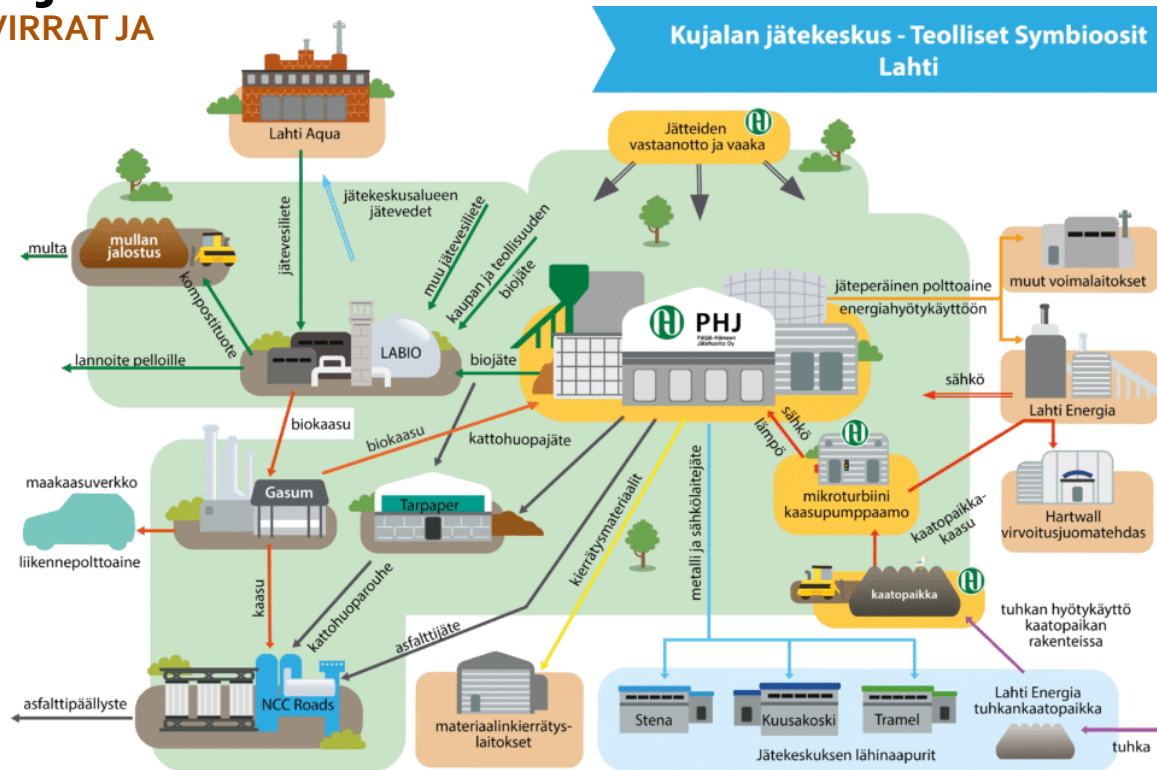 VIRRAT JA
Kujalan jätekeskus - Teolliset Symbioosit
Lahti
Lahti Aqua
Jätteiden
vastaanotto ja vaaka
jätekeskusalueen
jätevedet
jätevesiliete
muu jätevesiliete
kaupan ja teollisuuden
biojäte
multa
mullan
jalostus
kompostituote
lannoite pelloille
LABIO
biojäte
PHJ
Päijät-Hämeen
Jätehuolto Oy
jäteperäinen polttoaine
energiahyötykäyttöön
muut voimalaitokset
sähkö
Lahti Energia
biokaasu
biokaasu
kattohuopajäte
sähkö
lämpö
mikroturbiini
kaasupumppaamo
kaatopaikka-
kaasu
Hartwall
virvoitusjuomatehdas
maakaasuverkko
liikennepolttoaine
Gasum
Tarpaper
kierrätysmateriaalit
metalli ja sähkölaitejäte
kaatopaikka
kaasu
kattohuoparouhe
asfalttijäte
tuhkan hyötykäyttö
kaatopaikan
rakenteissa
asfalttipäällyste
NCC Roads
materiaalinkierrätys-
laitokset
Stena
Kuusakoski
Tramel
Jätekeskuksen lähinaapurit
Lahti Energia
tuhkankaatopaikka
tuhka